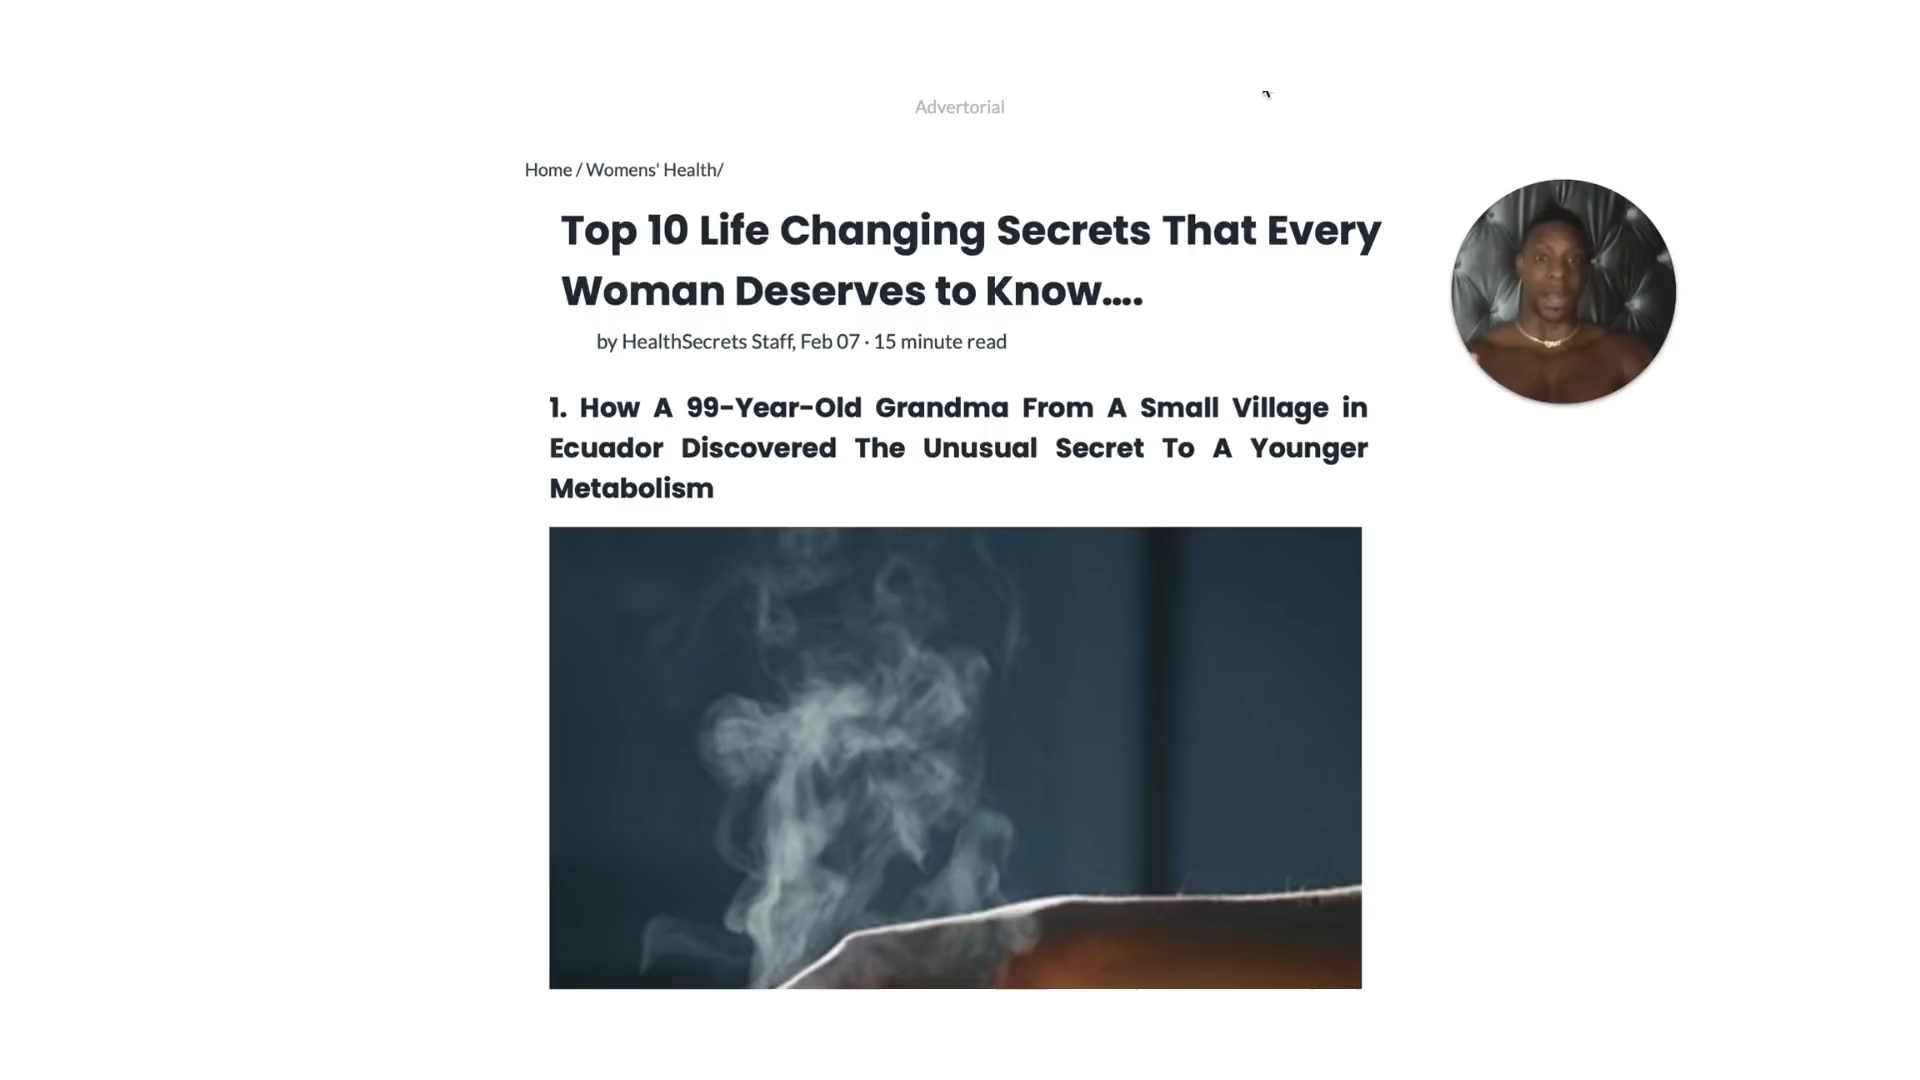 Advertorial
Home / Womens' Health/
Top 10 Life Changing Secrets That Every
Woman Deserves to Know....
by HealthSecrets Staff, Feb 07 · 15 minute read
1. How A 99-Year-Old Grandma From A Small Village in
Ecuador Discovered The Unusual Secret To A Younger
Metabolism